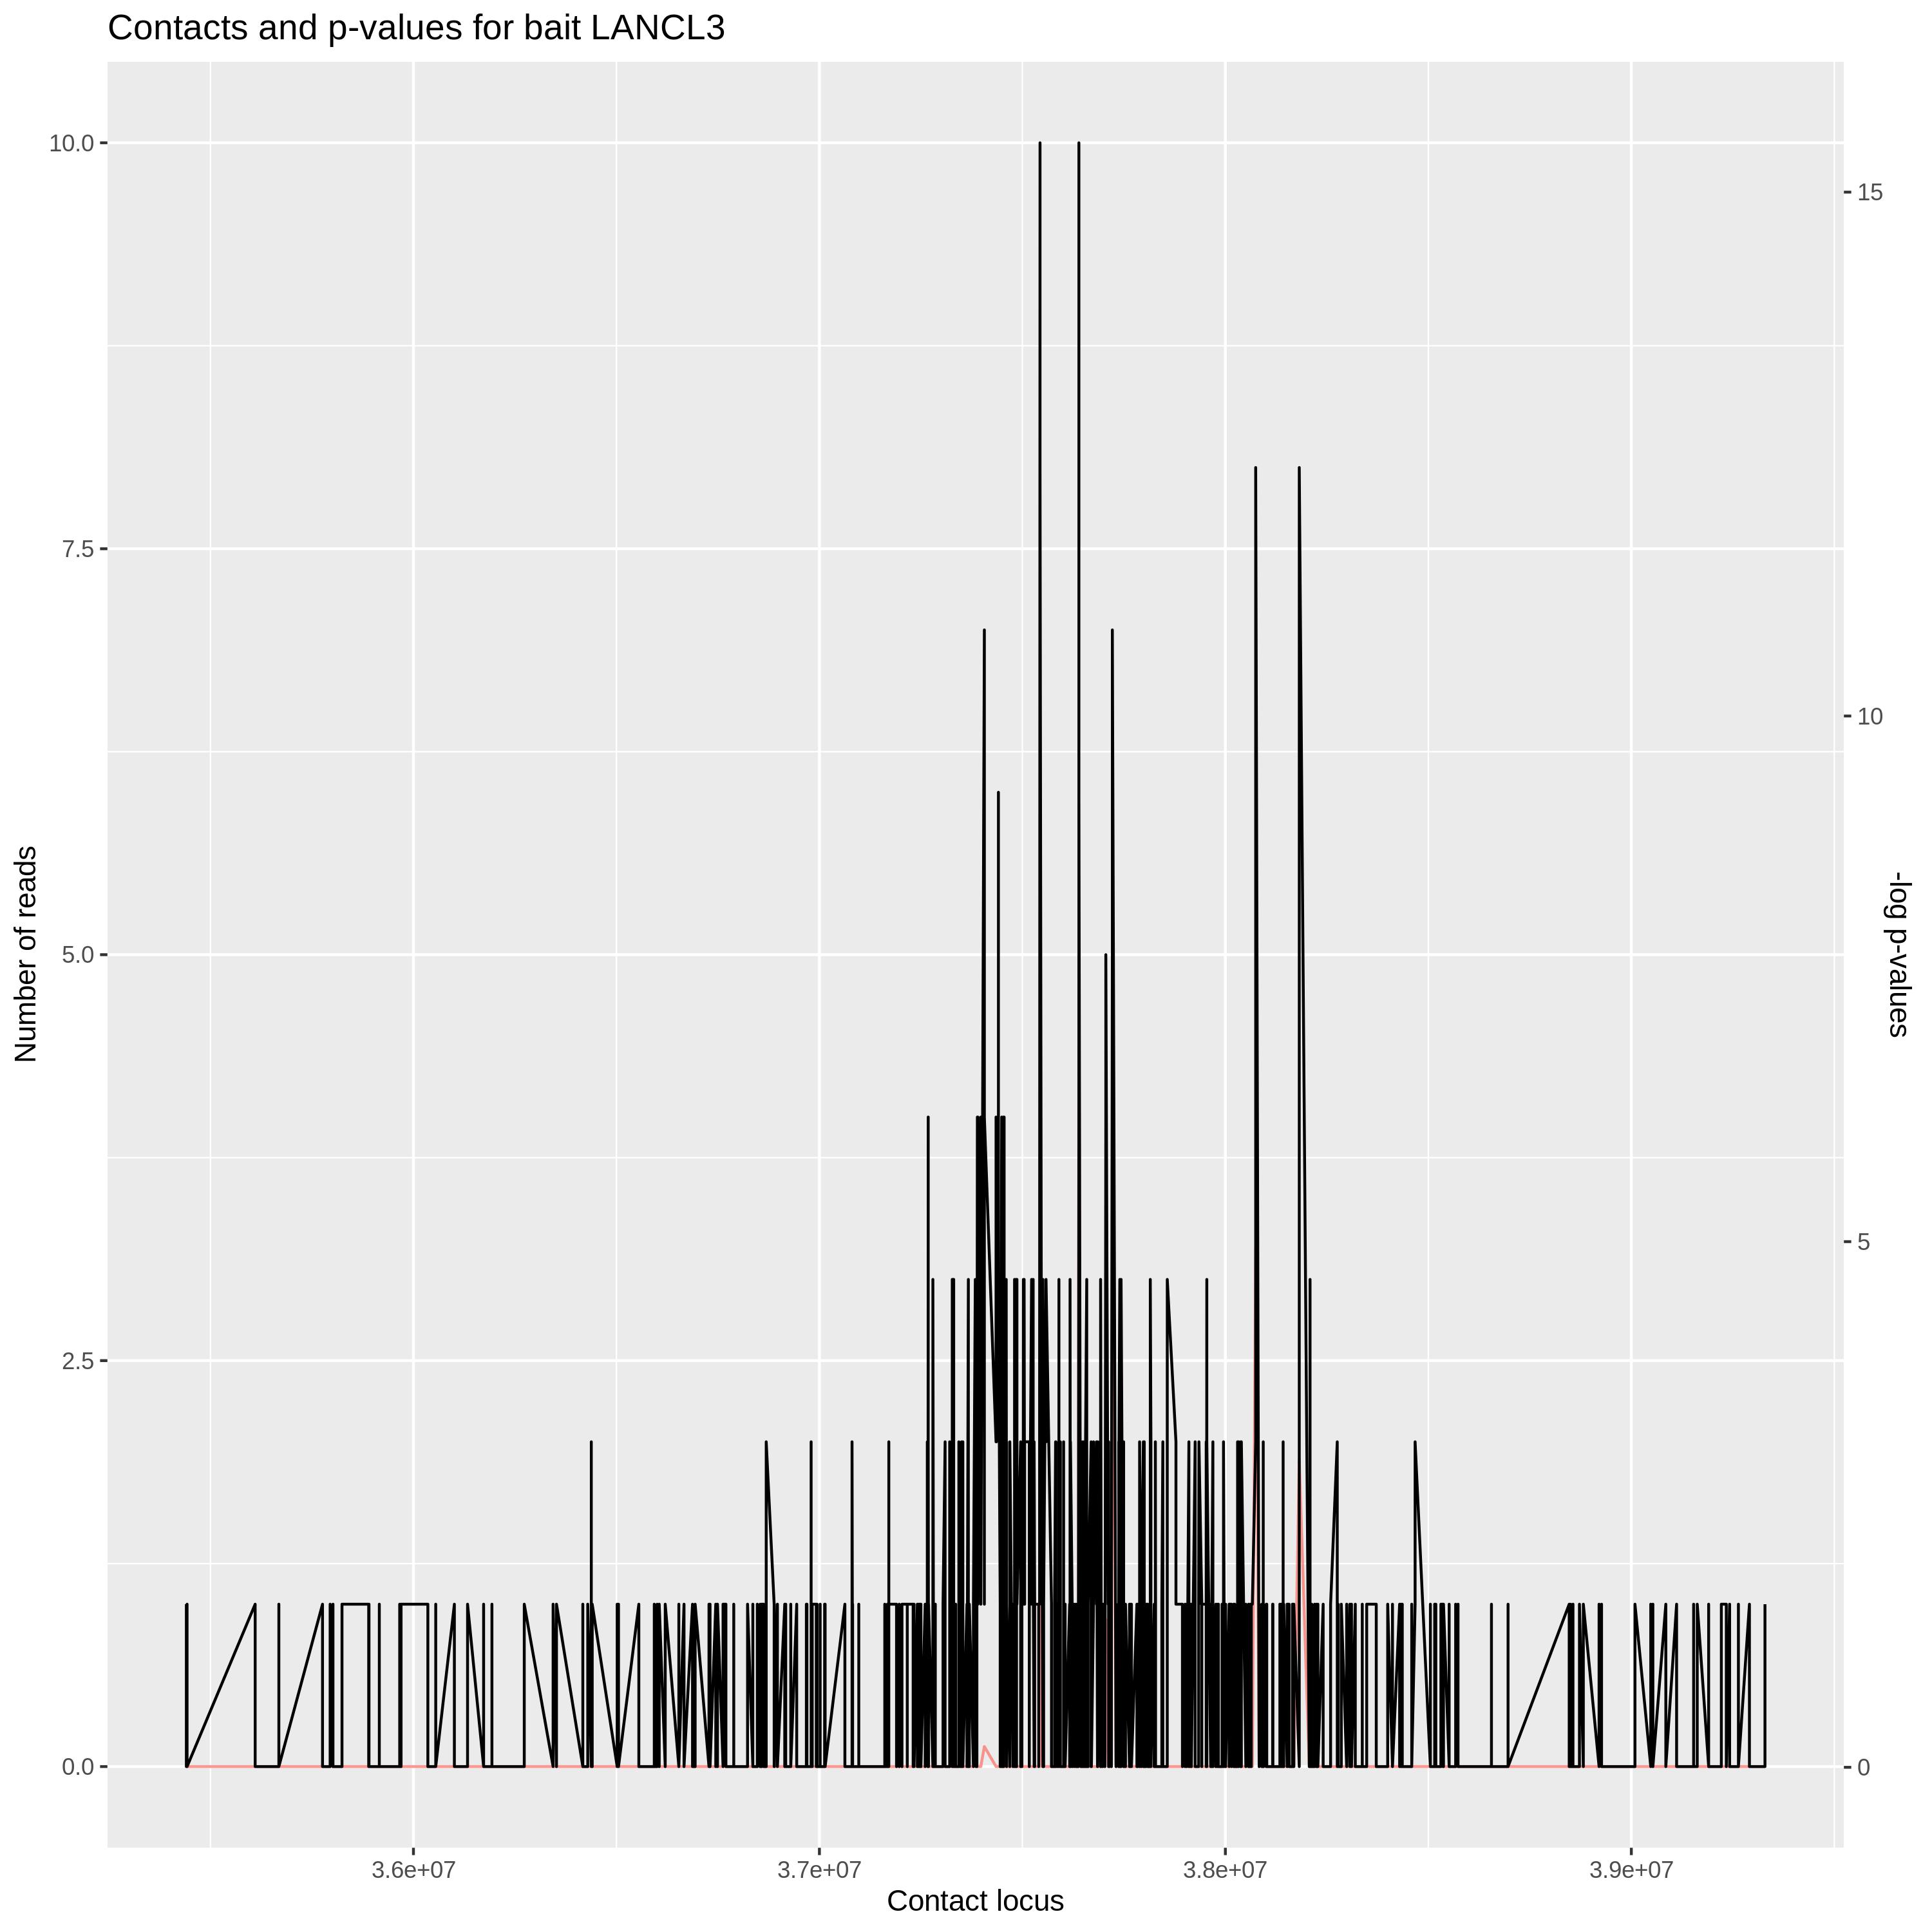 Contacts and p-values for bait LANCL3
10.0
7.5
5.0
2.5
0.0
Number of reads
15
10
5
0
-log p-values
3.6e+07 3.7e+07 3.8e+07 3.9e+07
Contact locus